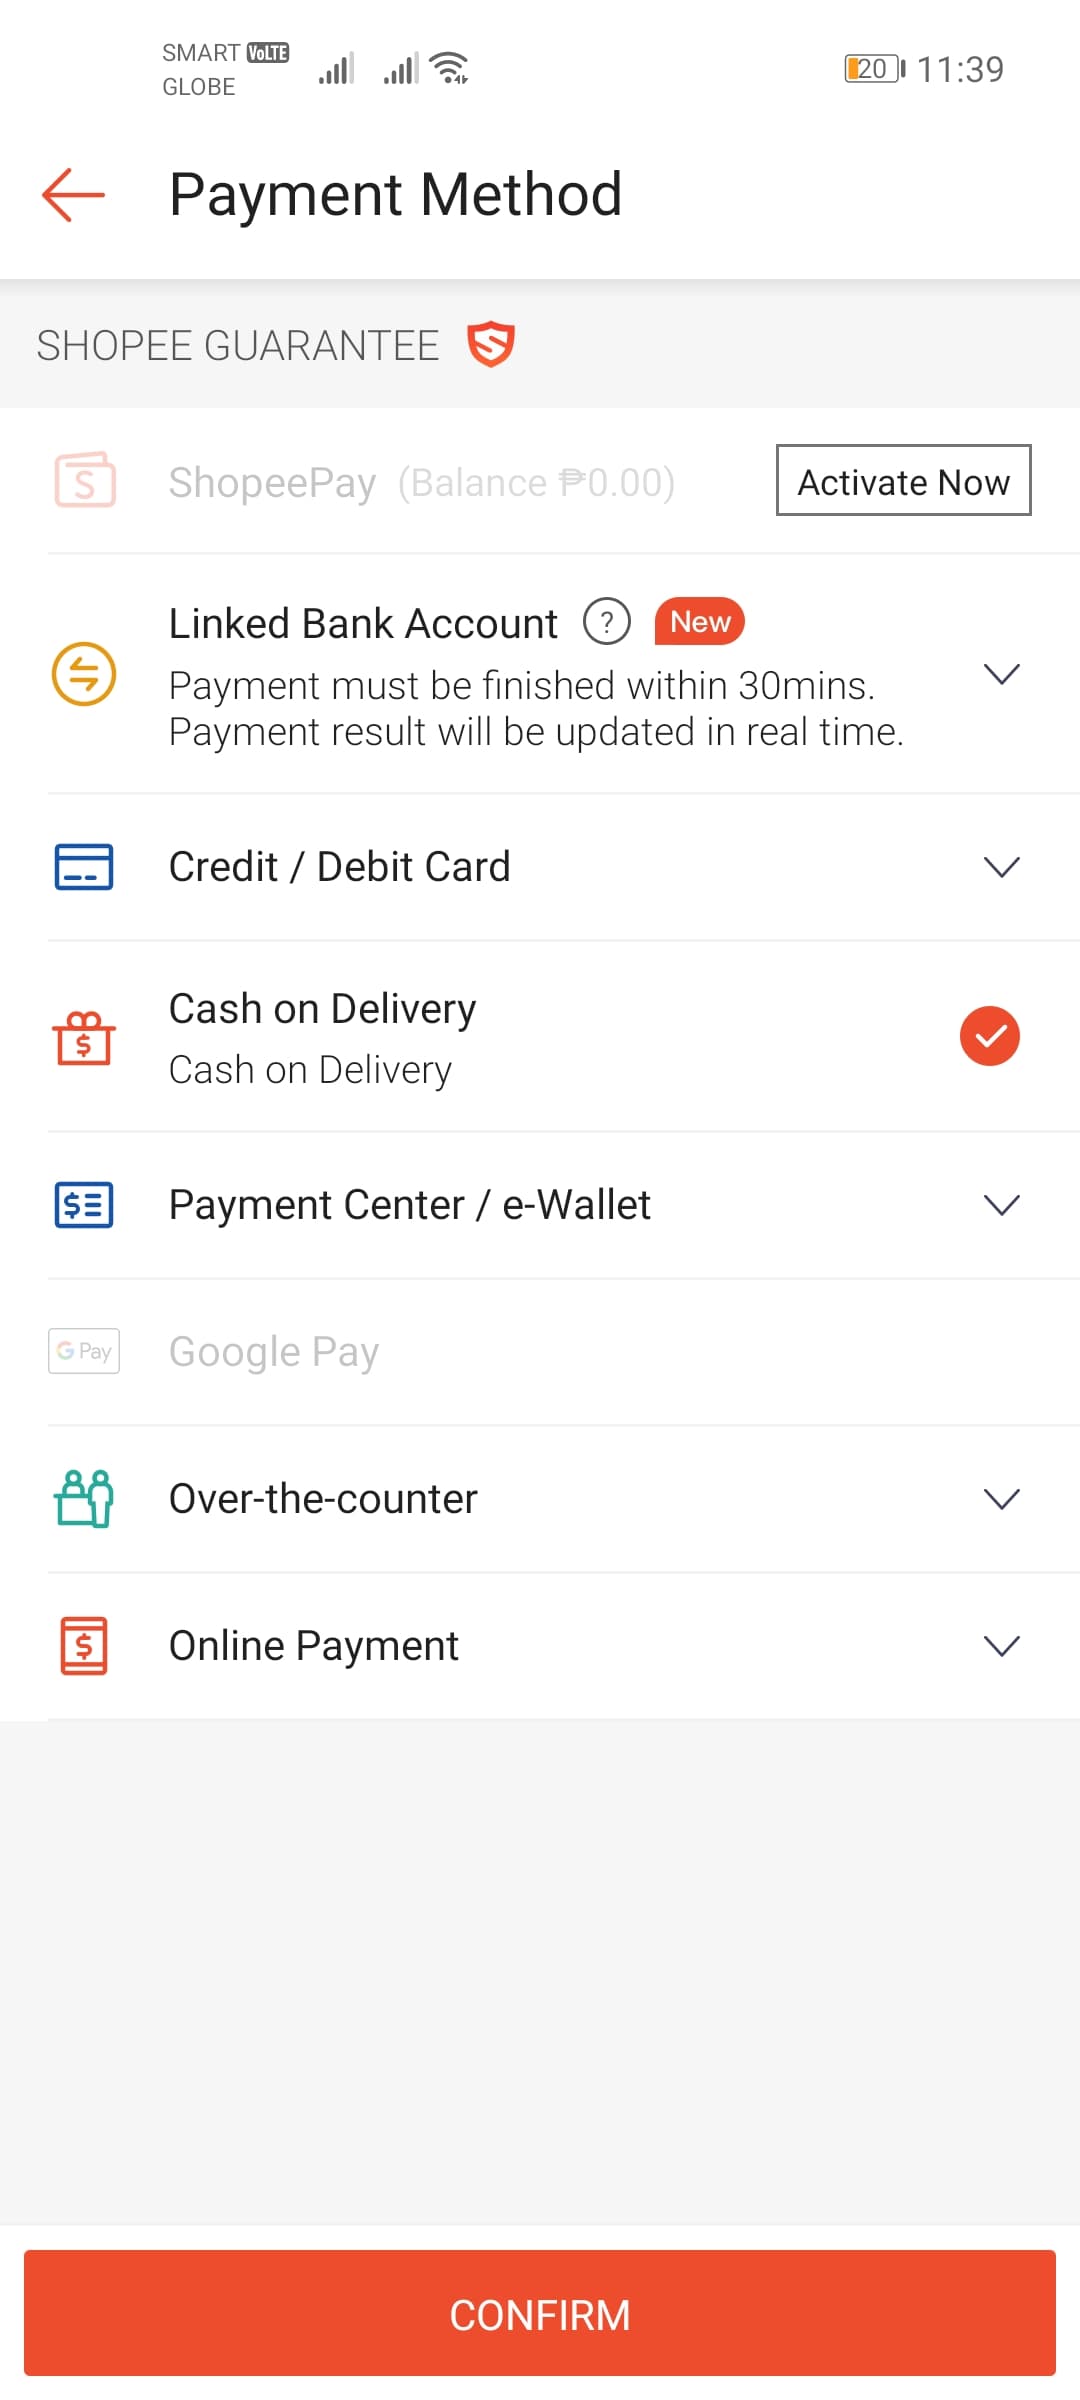 SMART VoLTE
GLOBE
20 11:39
Payment Method
SHOPEE GUARANTEE
S ShopeePay (Balance ₱0.00) Activate Now
Linked Bank Account ? New
Payment must be finished within 30mins.
Payment result will be updated in real time.
Credit / Debit Card
Cash on Delivery
$
Cash on Delivery
$ Payment Center / e-Wallet
G Pay Google Pay
Over-the-counter
$ Online Payment
CONFIRM